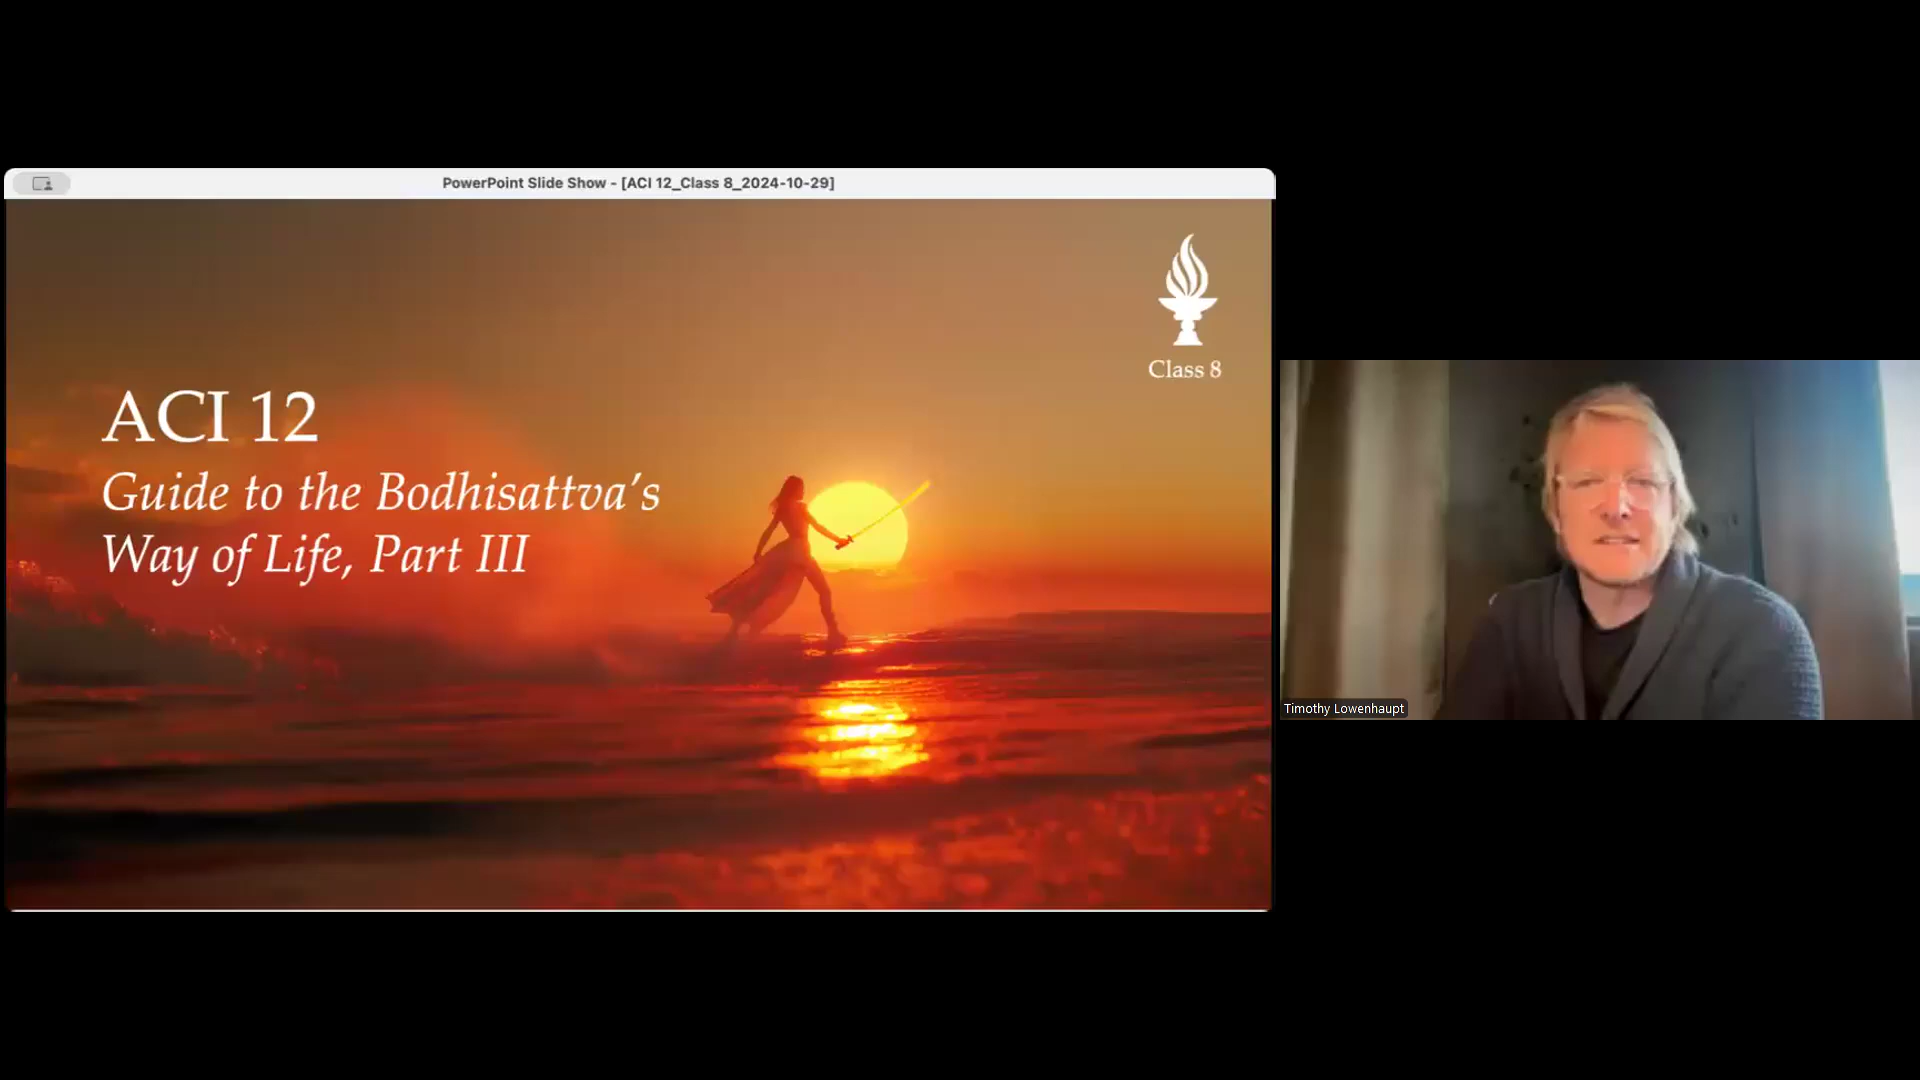 PowerPoint Slide Show - [ACI 12_Class 8_2024-10-29]
Class 8
ACI 12
Guide to the Bodhisattva’s
Way of Life, Part III
Timothy Lowenhaupt